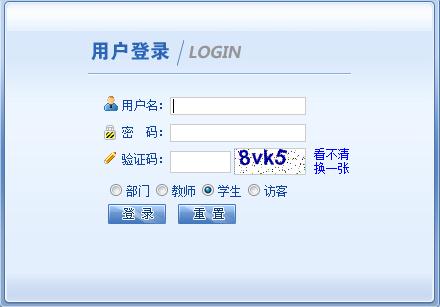 用户登录 / LOGIN
用户名：
密 码：
验证码： 8vk5 看不清
换一张
部门 教师 学生 访客
登 录 重 置